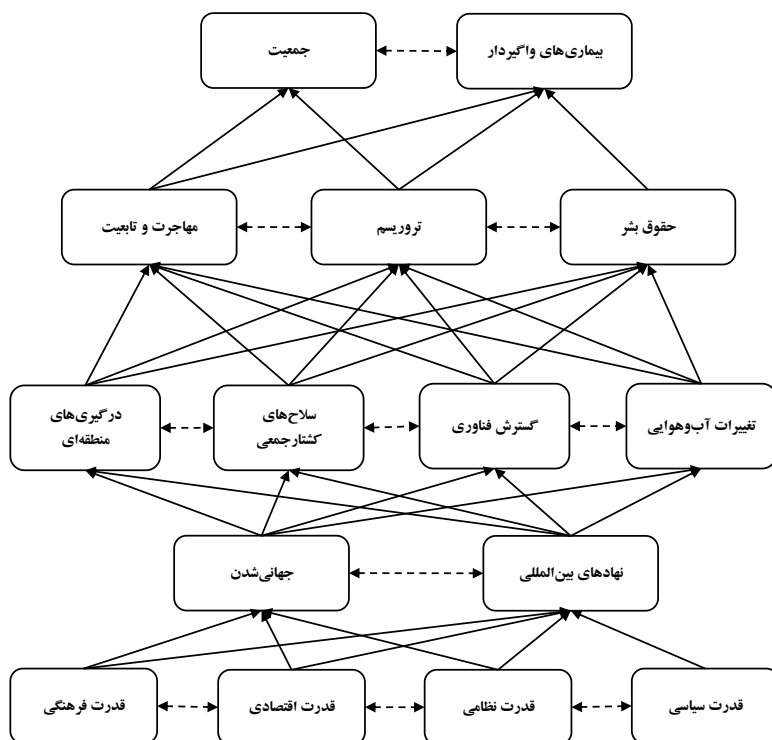 بیماری‌های واگیردار
جمعیت
حقوق بشر
تروریسم
مهاجرت و تابعیت
تغییرات آب‌وهوایی
گسترش فناوری
سلاح‌های
کشتارجمعی
درگیری‌های
منطقه‌ای
نهادهای بین‌المللی
جهانی‌شدن
قدرت سیاسی
قدرت نظامی
قدرت اقتصادی
قدرت فرهنگی